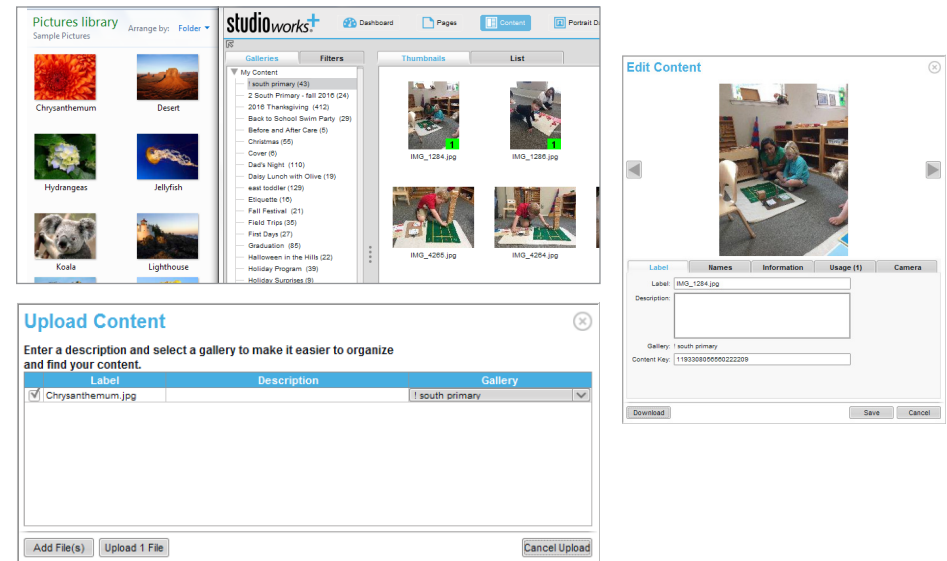 Pictures library
Sample Pictures
Arrange by: Folder
Chrysanthemum
Desert
Hydrangeas
Jellyfish
Koala
Lighthouse
studioworks+
Dashboard
Pages
Content
Portrait Da
Galleries
Filters
My Content
! south primary (43)
2 South Primary - fall 2016 (24)
2016 Thanksgiving (412)
Back to School Swim Party (29)
Before and After Care (5)
Christmas (55)
Cover (6)
Dad's Night (110)
Daisy Lunch with Olive (19)
east toddler (129)
Etiquette (16)
Fall Festival (21)
Field Trips (35)
First Days (27)
Graduation (85)
Halloween in the Hills (22)
Holiday Program (39)
Holiday Surprises (9)
Thumbnails
List
1
1
IMG_1284.jpg
IMG_1286.jpg
IMG_4265.jpg
IMG_4264.jpg
Upload Content
Enter a description and select a gallery to make it easier to organize
and find your content.
Label
Description
Gallery
Chrysanthemum.jpg
! south primary
Add File(s)
Upload 1 File
Cancel Upload
Edit Content
Label
Names
Information
Usage (1)
Camera
Label: IMG_1284.jpg
Description:
Gallery: ! south primary
Content Key: 1193308056560222209
Download
Save
Cancel